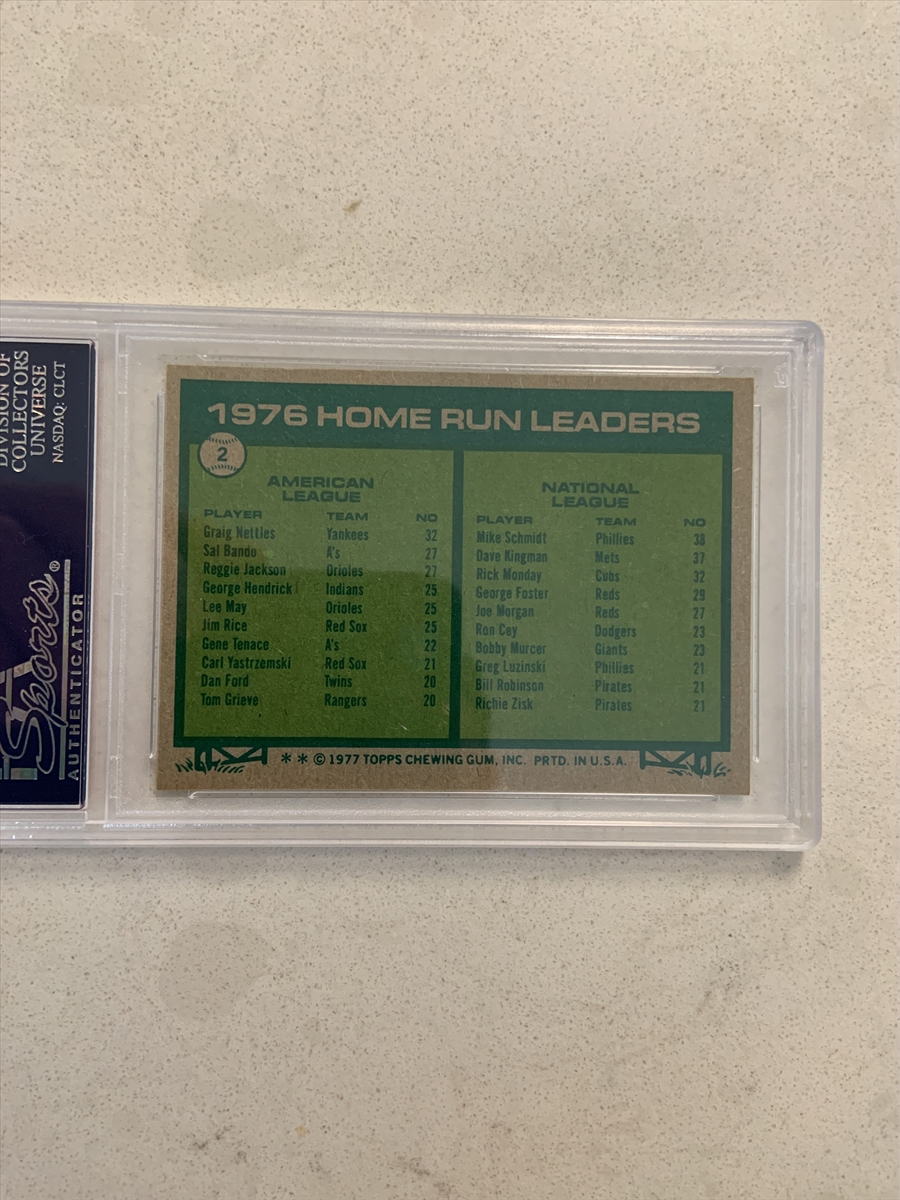 DIVISION OF
COLLECTORS
UNIVERSE
NASDAQ: CLCT
Sports®
AUTHENTICATOR
1976 HOME RUN LEADERS
2
AMERICAN
LEAGUE
PLAYER TEAM NO
Graig Nettles Yankees 32
Sal Bando A's 27
Reggie Jackson Orioles 27
George Hendrick Indians 25
Lee May Orioles 25
Jim Rice Red Sox 25
Gene Tenace A's 22
Carl Yastrzemski Red Sox 21
Dan Ford Twins 20
Tom Grieve Rangers 20
NATIONAL
LEAGUE
PLAYER TEAM NO
Mike Schmidt Phillies 38
Dave Kingman Mets 37
Rick Monday Cubs 32
George Foster Reds 29
Joe Morgan Reds 27
Ron Cey Dodgers 23
Bobby Murcer Giants 23
Greg Luzinski Phillies 21
Bill Robinson Pirates 21
Richie Zisk Pirates 21
** © 1977 TOPPS CHEWING GUM, INC. PRTD. IN U.S.A.